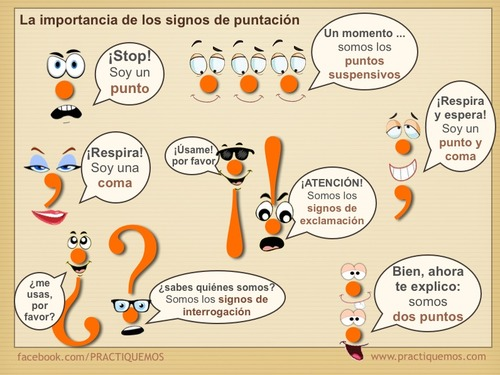 La importancia de los signos de puntación
¡Stop!
Soy un
punto
Un momento ...
somos los
puntos
suspensivos
¡Respira
y espera!
Soy un
punto y
coma
¡Respira!
Soy una
coma
¡Úsame!
por favor
¡ATENCIÓN!
Somos los
signos de
exclamación
¿me
usas,
por
favor?
¿sabes quiénes somos?
Somos los signos de
interrogación
Bien, ahora
te explico:
somos
dos puntos
facebook.com/PRACTIQUEMOS
www.practiquemos.com